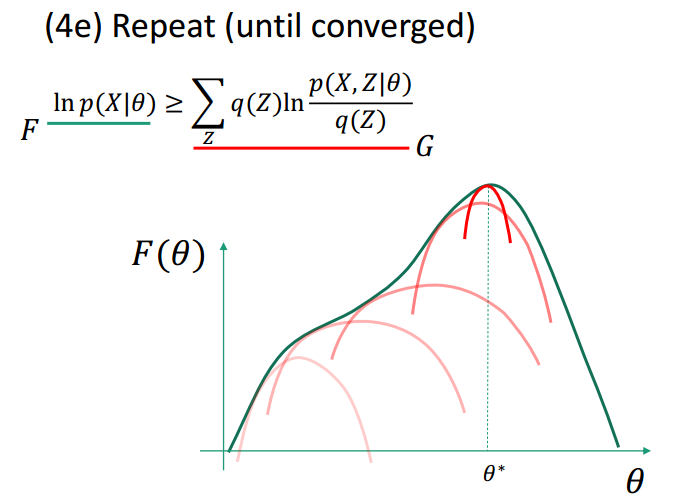 (4e) Repeat (until converged)
F ln p(X|θ) ≥ ∑_Z q(Z)ln p(X, Z|θ) / q(Z) G
F(θ)
θ*
θ